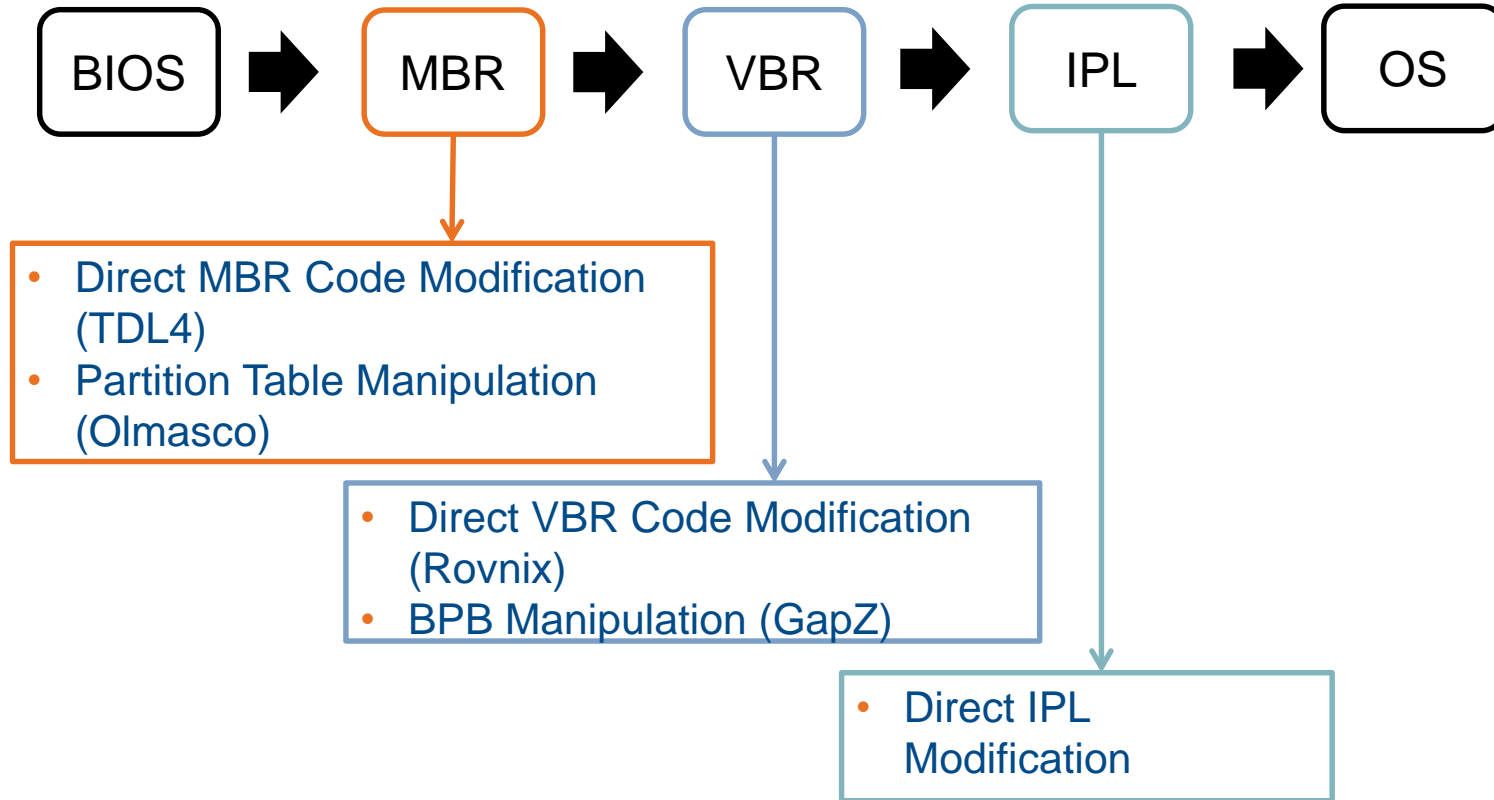 BIOS
MBR
VBR
IPL
OS
• Direct MBR Code Modification
(TDL4)
• Partition Table Manipulation
(Olmasco)
• Direct VBR Code Modification
(Rovnix)
• BPB Manipulation (GapZ)
• Direct IPL
Modification